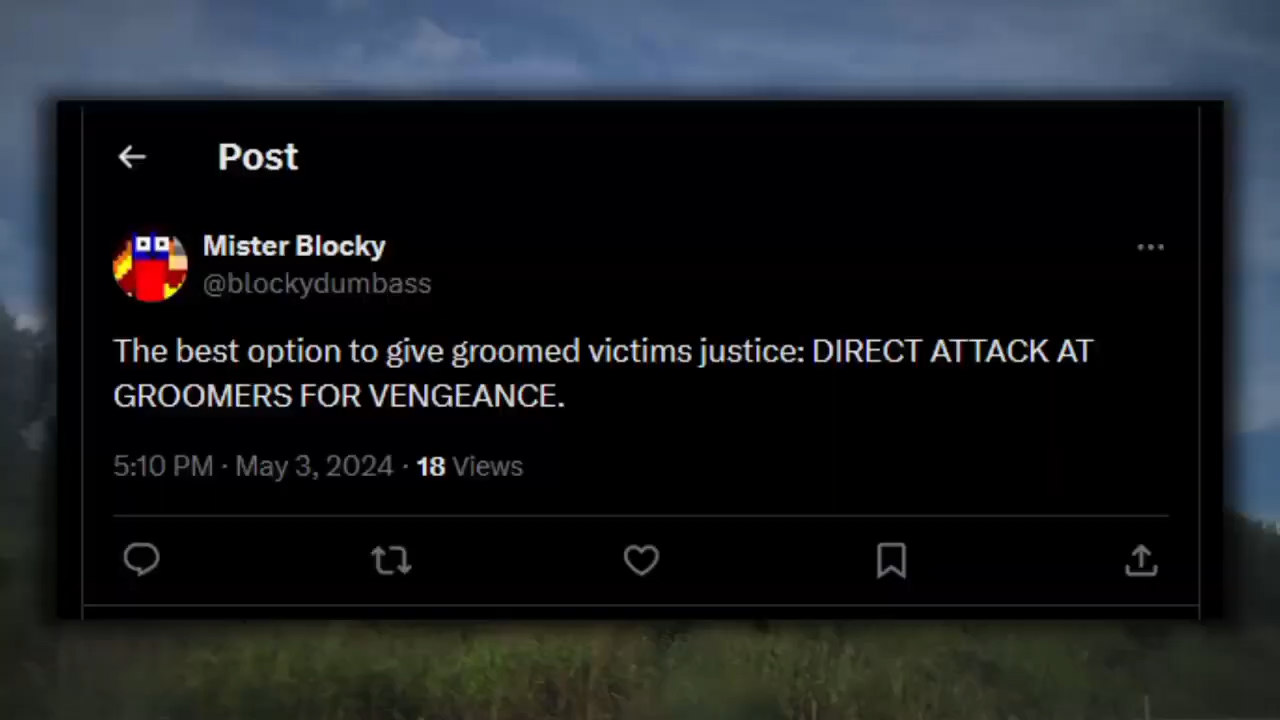 Post
Mister Blocky
@blockydumbass
The best option to give groomed victims justice: DIRECT ATTACK AT
GROOMERS FOR VENGEANCE.
5:10 PM · May 3, 2024 · 18 Views